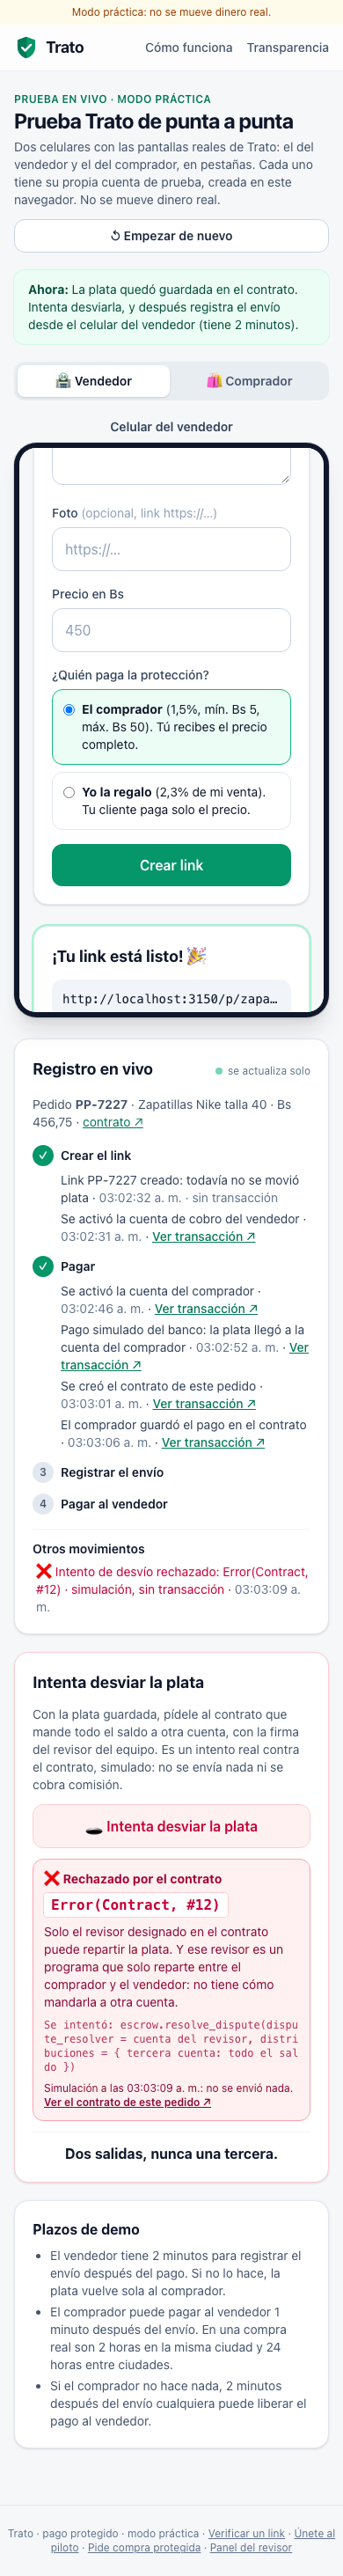 Modo práctica: no se mueve dinero real.
Trato
Cómo funciona
Transparencia
PRUEBA EN VIVO · MODO PRÁCTICA
Prueba Trato de punta a punta
Dos celulares con las pantallas reales de Trato: el del
vendedor y el del comprador, en pestañas. Cada uno
tiene su propia cuenta de prueba, creada en este
navegador. No se mueve dinero real.
Empezar de nuevo
Ahora: La plata quedó guardada en el contrato.
Intenta desviarla, y después registra el envío
desde el celular del vendedor (tiene 2 minutos).
Vendedor
Comprador
Celular del vendedor
Foto (opcional, link https://...)
https://...
Precio en Bs
450
¿Quién paga la protección?
El comprador (1,5%, mín. Bs 5,
máx. Bs 50). Tú recibes el precio
completo.
Yo la regalo (2,3% de mi venta).
Tu cliente paga solo el precio.
Crear link
¡Tu link está listo! 🎉
http://localhost:3150/p/zapa…
Registro en vivo
se actualiza solo
Pedido PP-7227 · Zapatillas Nike talla 40 · Bs
456,75 · contrato ↗
Crear el link
Link PP-7227 creado: todavía no se movió
plata · 03:02:32 a. m. · sin transacción
Se activó la cuenta de cobro del vendedor ·
03:02:31 a. m. · Ver transacción ↗
Pagar
Se activó la cuenta del comprador ·
03:02:46 a. m. · Ver transacción ↗
Pago simulado del banco: la plata llegó a la
cuenta del comprador · 03:02:52 a. m. · Ver
transacción ↗
Se creó el contrato de este pedido ·
03:03:01 a. m. · Ver transacción ↗
El comprador guardó el pago en el contrato
· 03:03:06 a. m. · Ver transacción ↗
3 Registrar el envío
4 Pagar al vendedor
Otros movimientos
❌ Intento de desvío rechazado: Error(Contract,
#12) · simulación, sin transacción · 03:03:09 a.
m.
Intenta desviar la plata
Con la plata guardada, pídele al contrato que
mande todo el saldo a otra cuenta, con la firma
del revisor del equipo. Es un intento real contra
el contrato, simulado: no se envía nada ni se
cobra comisión.
🕳️ Intenta desviar la plata
❌ Rechazado por el contrato
Error(Contract, #12)
Solo el revisor designado en el contrato
puede repartir la plata. Y ese revisor es un
programa que solo reparte entre el
comprador y el vendedor: no tiene cómo
mandarla a otra cuenta.
Se intentó: escrow.resolve_dispute(dispu
te_resolver = cuenta del revisor, distri
buciones = { tercera cuenta: todo el sal
do })
Simulación a las 03:03:09 a. m.: no se envió nada.
Ver el contrato de este pedido ↗
Dos salidas, nunca una tercera.
Plazos de demo
• El vendedor tiene 2 minutos para registrar el
envío después del pago. Si no lo hace, la
plata vuelve sola al comprador.
• El comprador puede pagar al vendedor 1
minuto después del envío. En una compra
real son 2 horas en la misma ciudad y 24
horas entre ciudades.
• Si el comprador no hace nada, 2 minutos
después del envío cualquiera puede liberar el
pago al vendedor.
Trato · pago protegido · modo práctica · Verificar un link · Únete al
piloto · Pide compra protegida · Panel del revisor